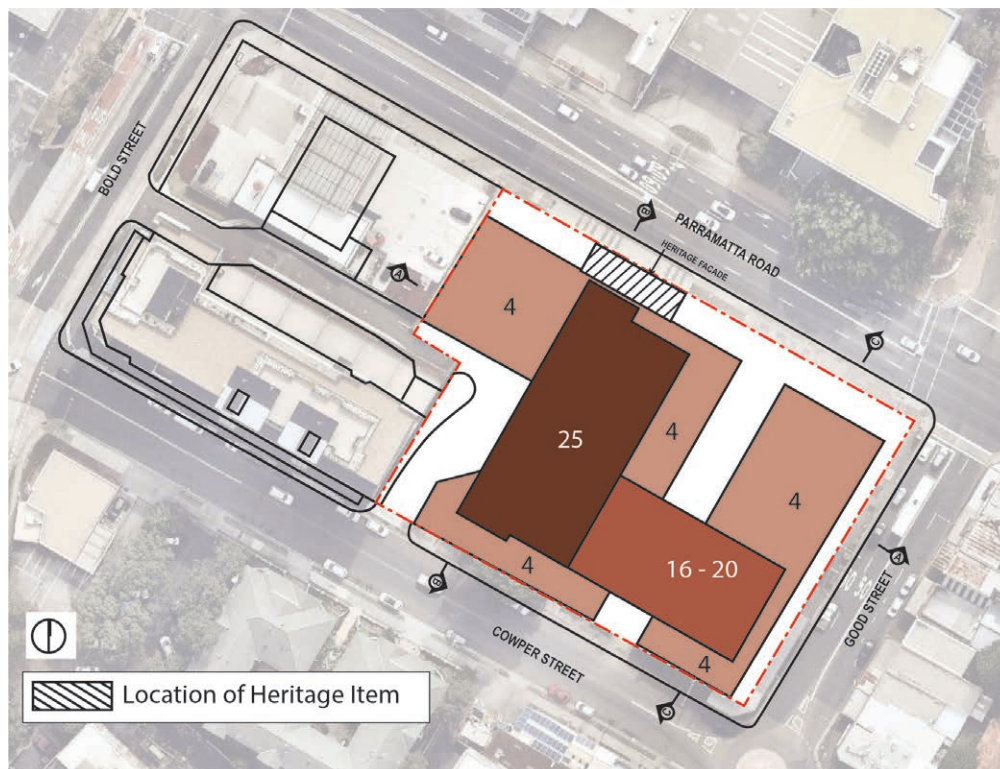 BOLD STREET
B
PARRAMATTA ROAD
HERITAGE FACADE
A
4
C
25
4
4
16 - 20
A
4
GOOD STREET
B
COWPER STREET
4
C
Location of Heritage Item